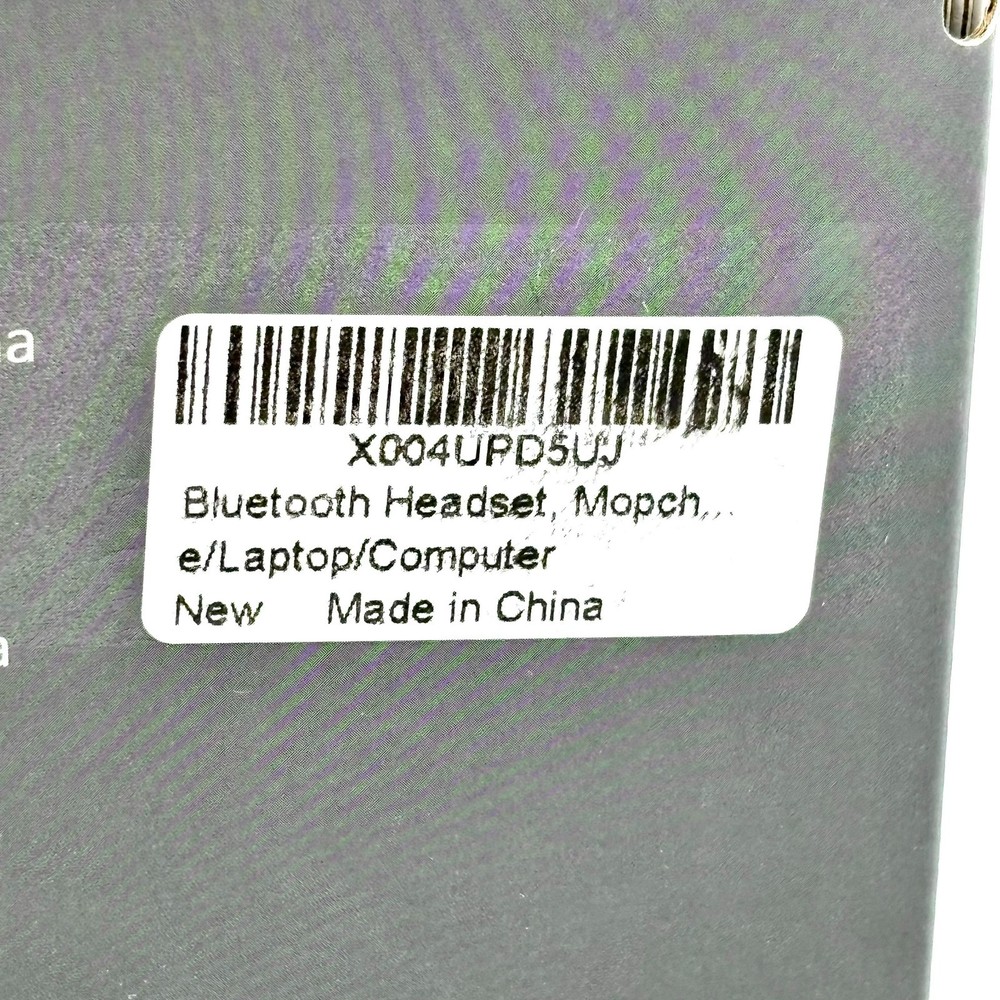 X004UPD5UJ
Bluetooth Headset, Mopch...
e/Laptop/Computer
New Made in China
a
a